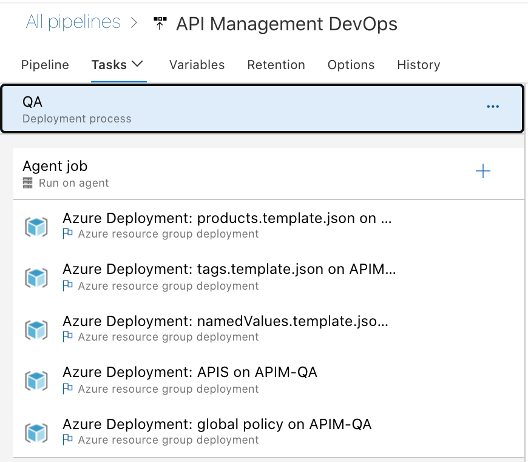 All pipelines > API Management DevOps
Pipeline Tasks Variables Retention Options History
QA
Deployment process
...
Agent job
Run on agent
+
Azure Deployment: products.template.json on ...
Azure resource group deployment
Azure Deployment: tags.template.json on APIM...
Azure resource group deployment
Azure Deployment: namedValues.template.jso...
Azure resource group deployment
Azure Deployment: APIS on APIM-QA
Azure resource group deployment
Azure Deployment: global policy on APIM-QA
Azure resource group deployment